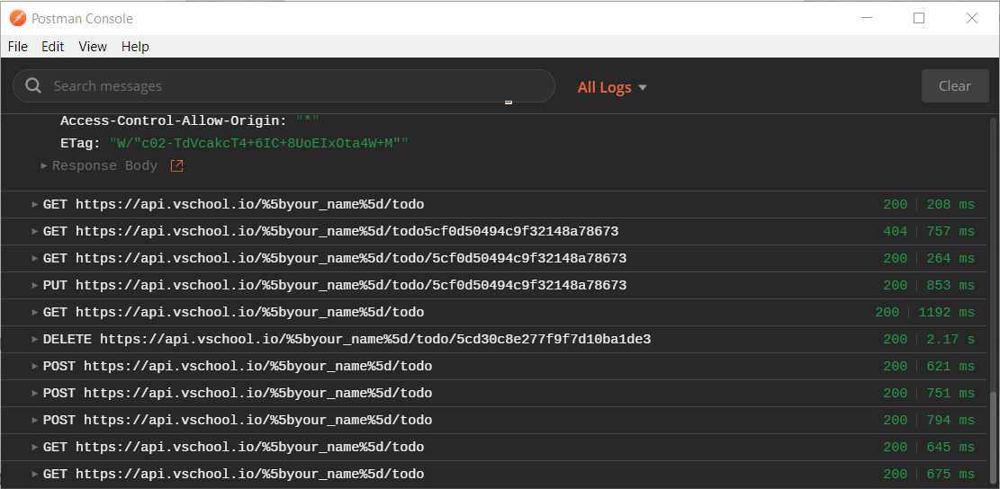 Postman Console
File Edit View Help
Search messages All Logs Clear
Access-Control-Allow-Origin: "*"
ETag: "W/"c02-TdVcakcT4+6IC+8UoEIxOta4W+M""
Response Body
GET https://api.vschool.io/%5byour_name%5d/todo 200 208 ms
GET https://api.vschool.io/%5byour_name%5d/todo5cf0d50494c9f32148a78673 404 757 ms
GET https://api.vschool.io/%5byour_name%5d/todo/5cf0d50494c9f32148a78673 200 264 ms
PUT https://api.vschool.io/%5byour_name%5d/todo/5cf0d50494c9f32148a78673 200 853 ms
GET https://api.vschool.io/%5byour_name%5d/todo 200 1192 ms
DELETE https://api.vschool.io/%5byour_name%5d/todo/5cd30c8e277f9f7d10ba1de3 200 2.17 s
POST https://api.vschool.io/%5byour_name%5d/todo 200 621 ms
POST https://api.vschool.io/%5byour_name%5d/todo 200 751 ms
POST https://api.vschool.io/%5byour_name%5d/todo 200 794 ms
GET https://api.vschool.io/%5byour_name%5d/todo 200 645 ms
GET https://api.vschool.io/%5byour_name%5d/todo 200 675 ms